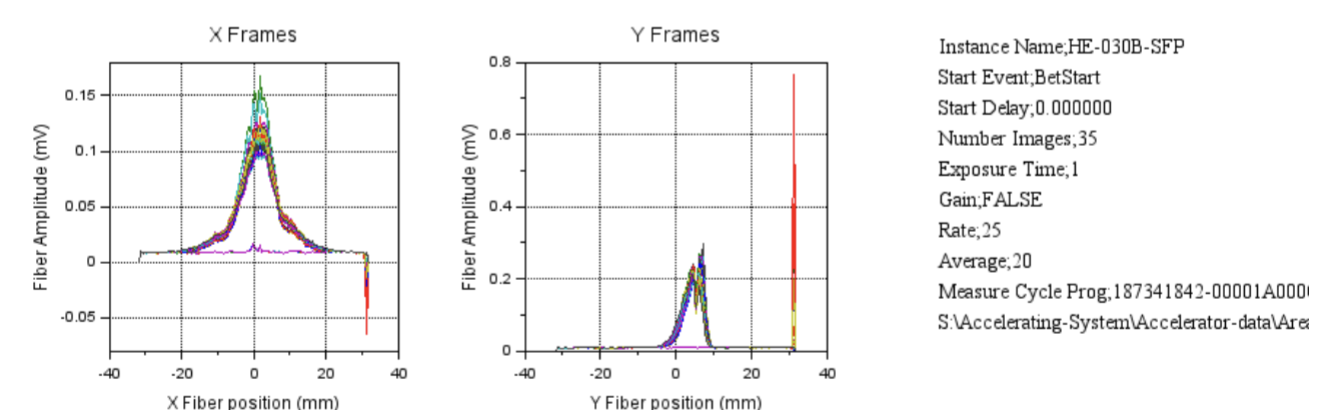 X Frames
Fiber Amplitude (mV)
0.15
0.1
0.05
0
-0.05
-40
-20
0
20
40
X Fiber position (mm)
Y Frames
Fiber Amplitude (mV)
0.8
0.6
0.4
0.2
0
-40
-20
0
20
40
Y Fiber position (mm)
Instance Name;HE-030B-SFP
Start Event;BetStart
Start Delay;0.000000
Number Images;35
Exposure Time;1
Gain;FALSE
Rate;25
Average;20
Measure Cycle Prog;187341842-00001A000
S:\Accelerating-System\Accelerator-data\Are